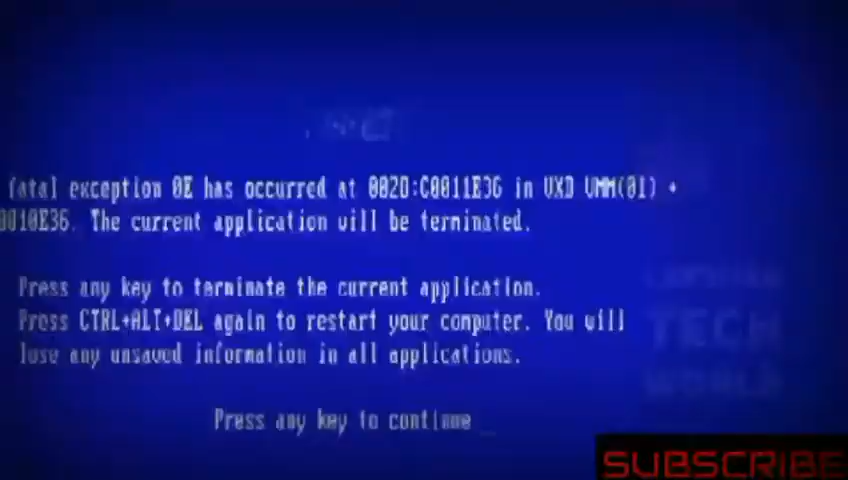 fatal exception 0E has occurred at 0028:C0011E36 in VXD VMM(01) +
0010E36. The current application will be terminated.
Press any key to terminate the current application.
Press CTRL+ALT+DEL again to restart your computer. You will
lose any unsaved information in all applications.
Press any key to continue _
TECH
WORLD
SUBSCRIBE